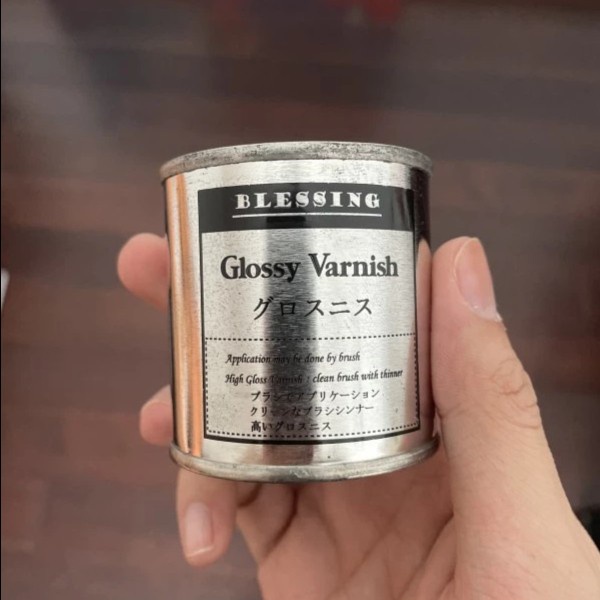 BLESSING
Glossy Varnish
グロスニス
Application may be done by brush
High Gloss Varnish : clean brush with thinner
ブラシでアプリケーション
クリーンなブラシシンナー
高いグロスニス